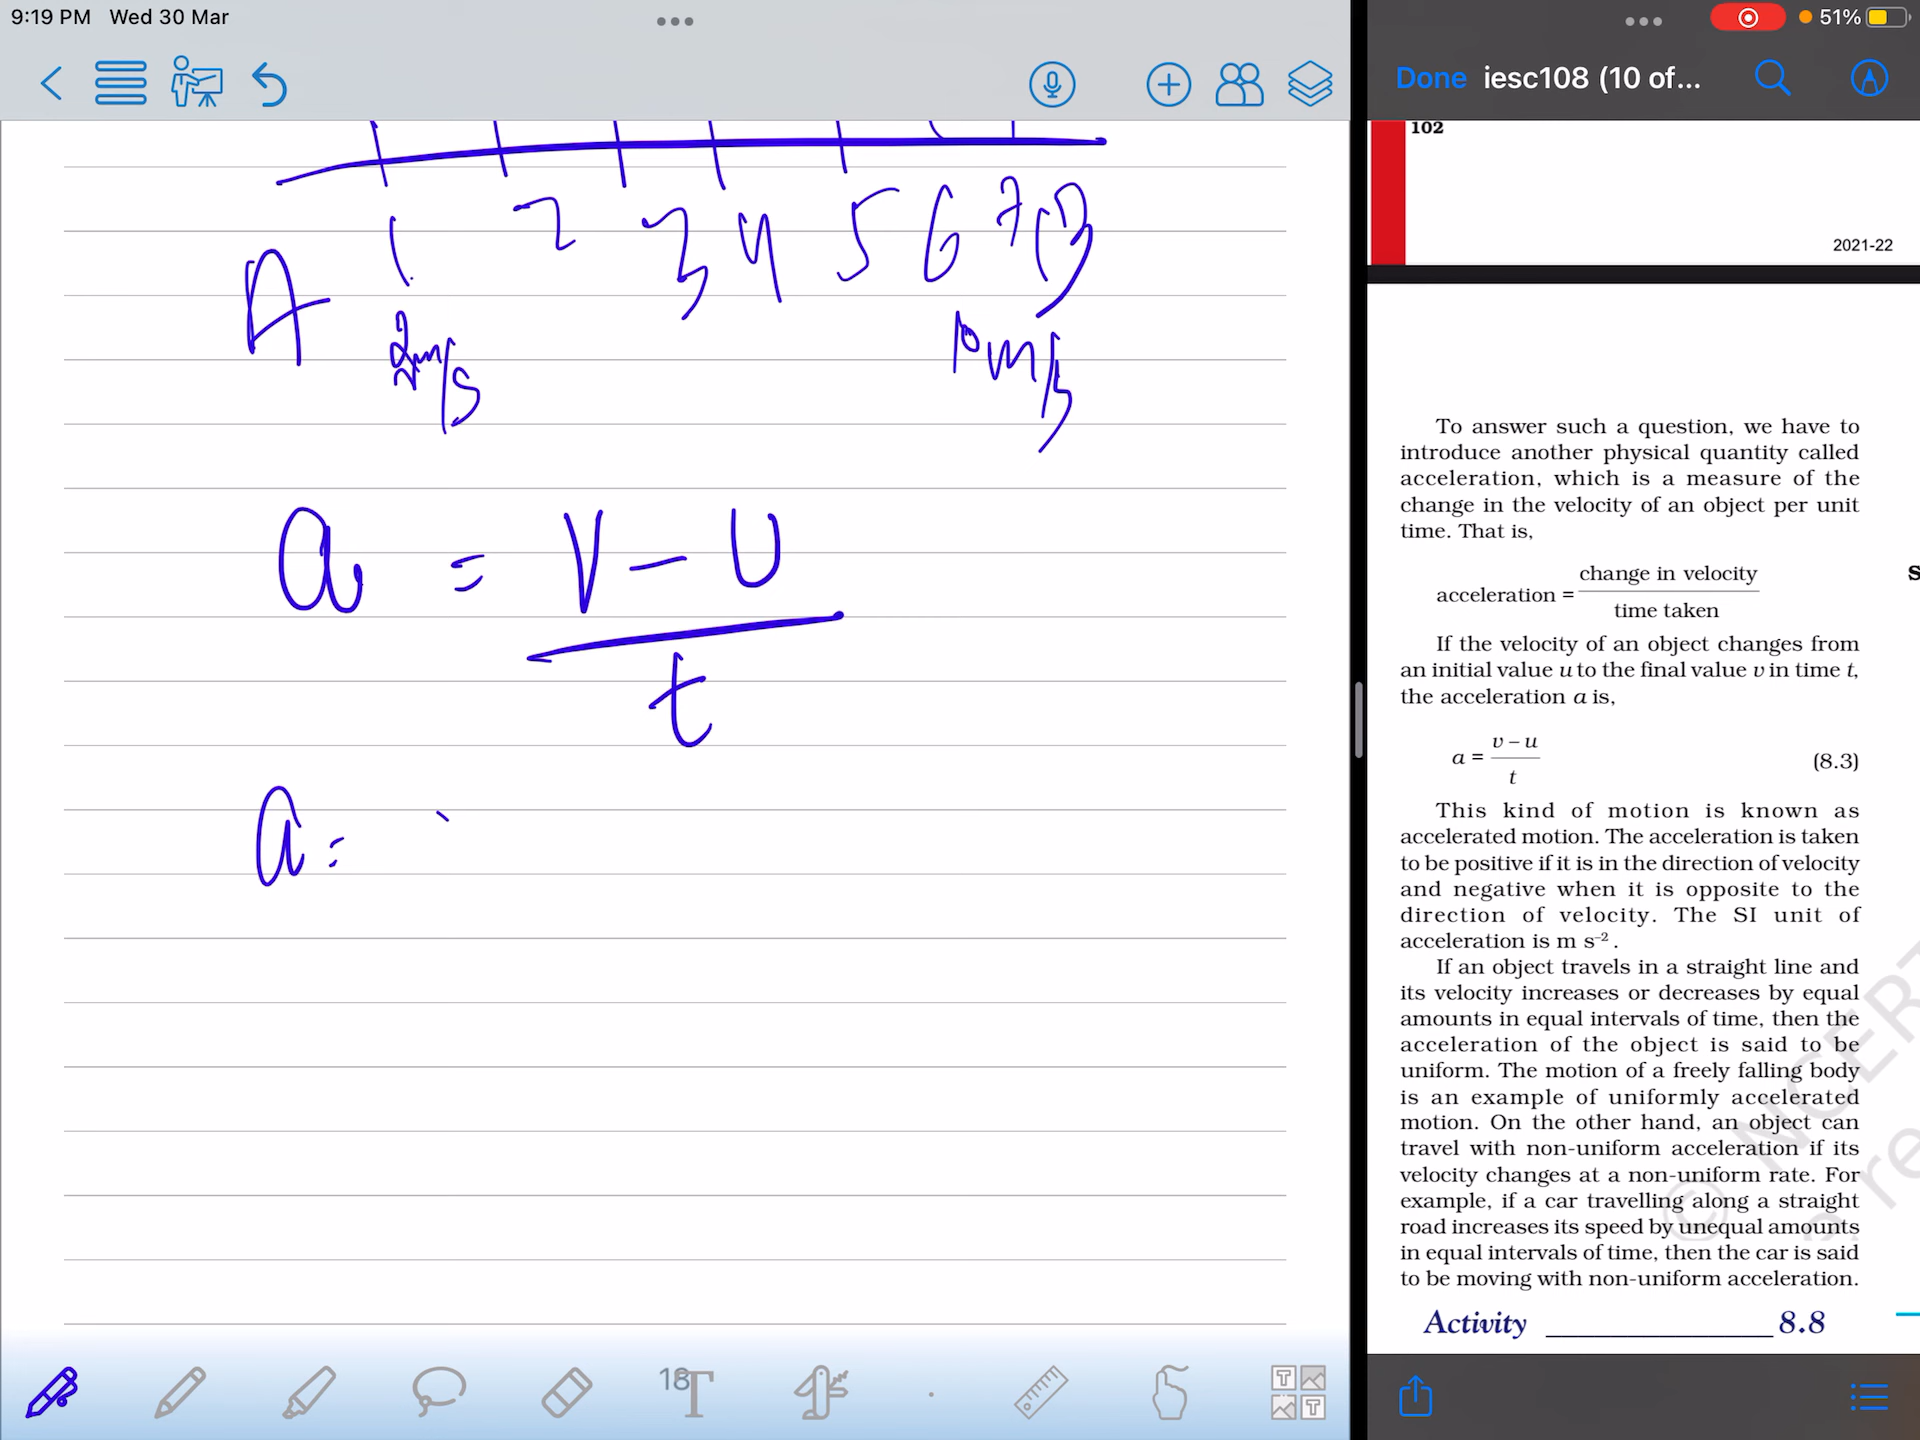 9:19 PM Wed 30 Mar
51%
Done iesc108 (10 of...
1 2 3 4 5 6 7
A
2m/s
10m/s
a = v - u
t
a =
18
T
102
2021-22
To answer such a question, we have to
introduce another physical quantity called
acceleration, which is a measure of the
change in the velocity of an object per unit
time. That is,
acceleration = change in velocity
time taken
If the velocity of an object changes from
an initial value u to the final value v in time t,
the acceleration a is,
a = v – u
t
(8.3)
This kind of motion is known as
accelerated motion. The acceleration is taken
to be positive if it is in the direction of velocity
and negative when it is opposite to the
direction of velocity. The SI unit of
acceleration is m s⁻².
If an object travels in a straight line and
its velocity increases or decreases by equal
amounts in equal intervals of time, then the
acceleration of the object is said to be
uniform. The motion of a freely falling body
is an example of uniformly accelerated
motion. On the other hand, an object can
travel with non-uniform acceleration if its
velocity changes at a non-uniform rate. For
example, if a car travelling along a straight
road increases its speed by unequal amounts
in equal intervals of time, then the car is said
to be moving with non-uniform acceleration.
Activity 8.8
© NCERT